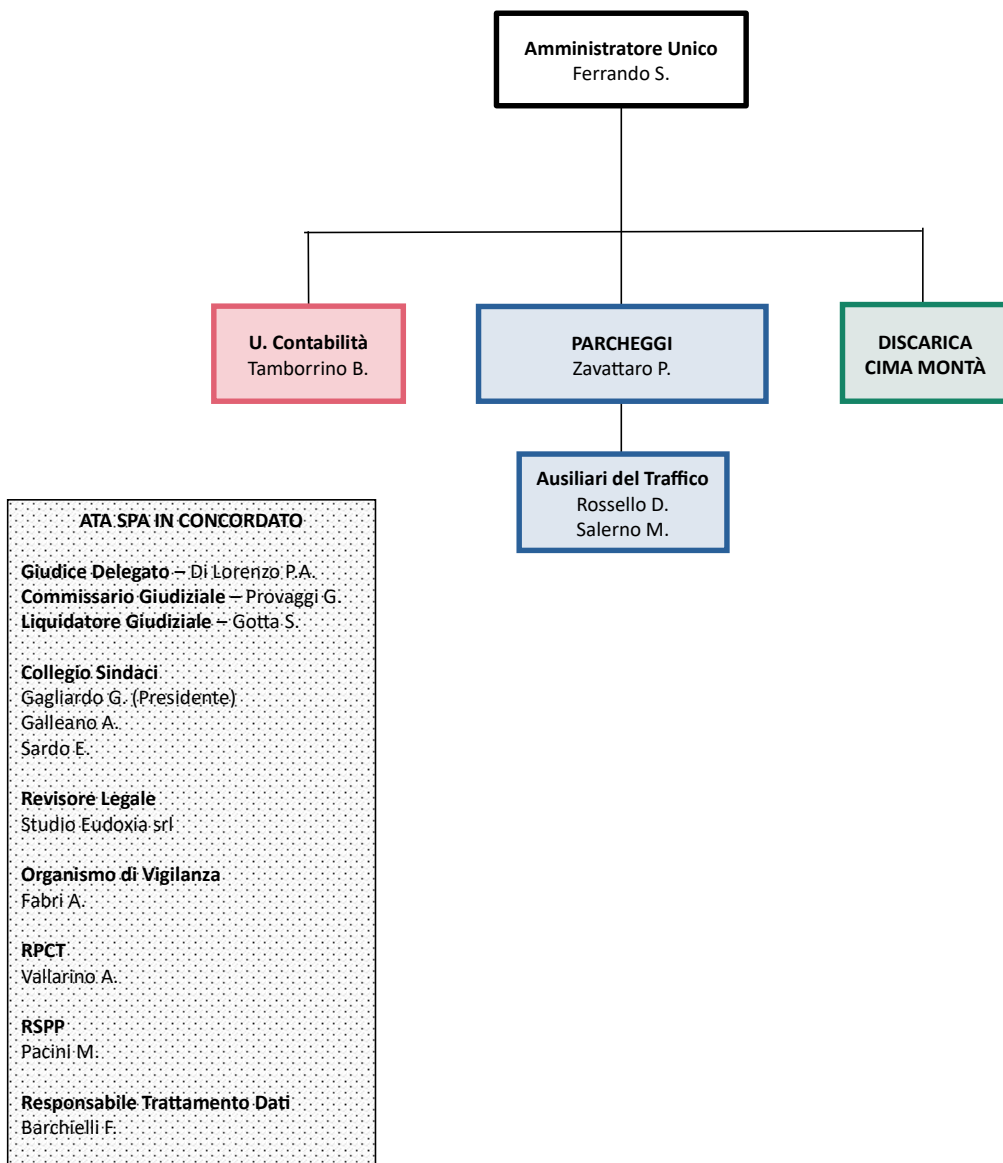 Amministratore Unico
Ferrando S.
U. Contabilità
Tamborrino B.
PARCHEGGI
Zavattaro P.
DISCARICA
CIMA MONTÀ
Ausiliari del Traffico
Rossello D.
Salerno M.
ATA SPA IN CONCORDATO
Giudice Delegato – Di Lorenzo P.A.
Commissario Giudiziale – Provaggi G.
Liquidatore Giudiziale – Gotta S.
Collegio Sindaci
Gagliardo G. (Presidente)
Galleano A.
Sardo E.
Revisore Legale
Studio Eudoxia srl
Organismo di Vigilanza
Fabri A.
RPCT
Vallarino A.
RSPP
Pacini M.
Responsabile Trattamento Dati
Barchielli F.